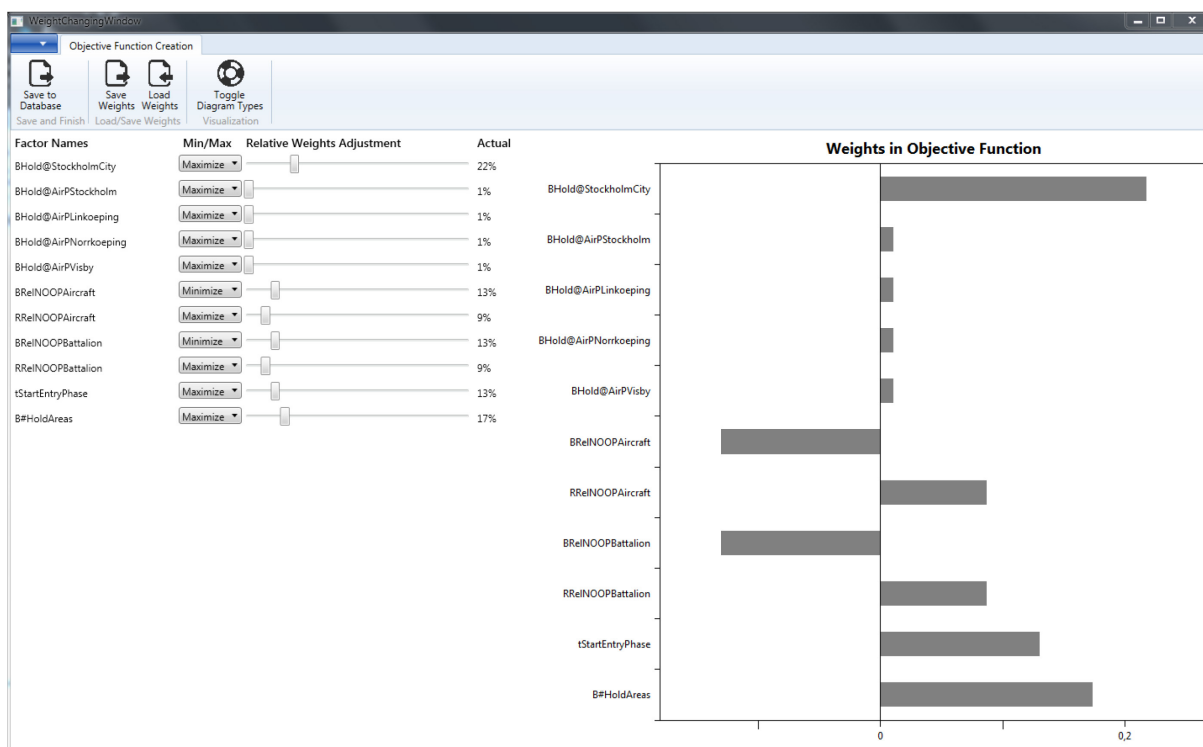 WeightChangingWindow
Objective Function Creation
Save to Database
Save Weights
Load Weights
Toggle Diagram Types
Save and Finish
Load/Save Weights
Visualization
Factor Names Min/Max Relative Weights Adjustment Actual
BHold@StockholmCity Maximize 22%
BHold@AirPStockholm Maximize 1%
BHold@AirPLinkoeping Maximize 1%
BHold@AirPNorrkoeping Maximize 1%
BHold@AirPVisby Maximize 1%
BRelNOOPAircraft Minimize 13%
RRelNOOPAircraft Maximize 9%
BRelNOOPBattalion Minimize 13%
RRelNOOPBattalion Maximize 9%
tStartEntryPhase Maximize 13%
B#HoldAreas Maximize 17%
Weights in Objective Function
BHold@StockholmCity
BHold@AirPStockholm
BHold@AirPLinkoeping
BHold@AirPNorrkoeping
BHold@AirPVisby
BRelNOOPAircraft
RRelNOOPAircraft
BRelNOOPBattalion
RRelNOOPBattalion
tStartEntryPhase
B#HoldAreas
0 0,2